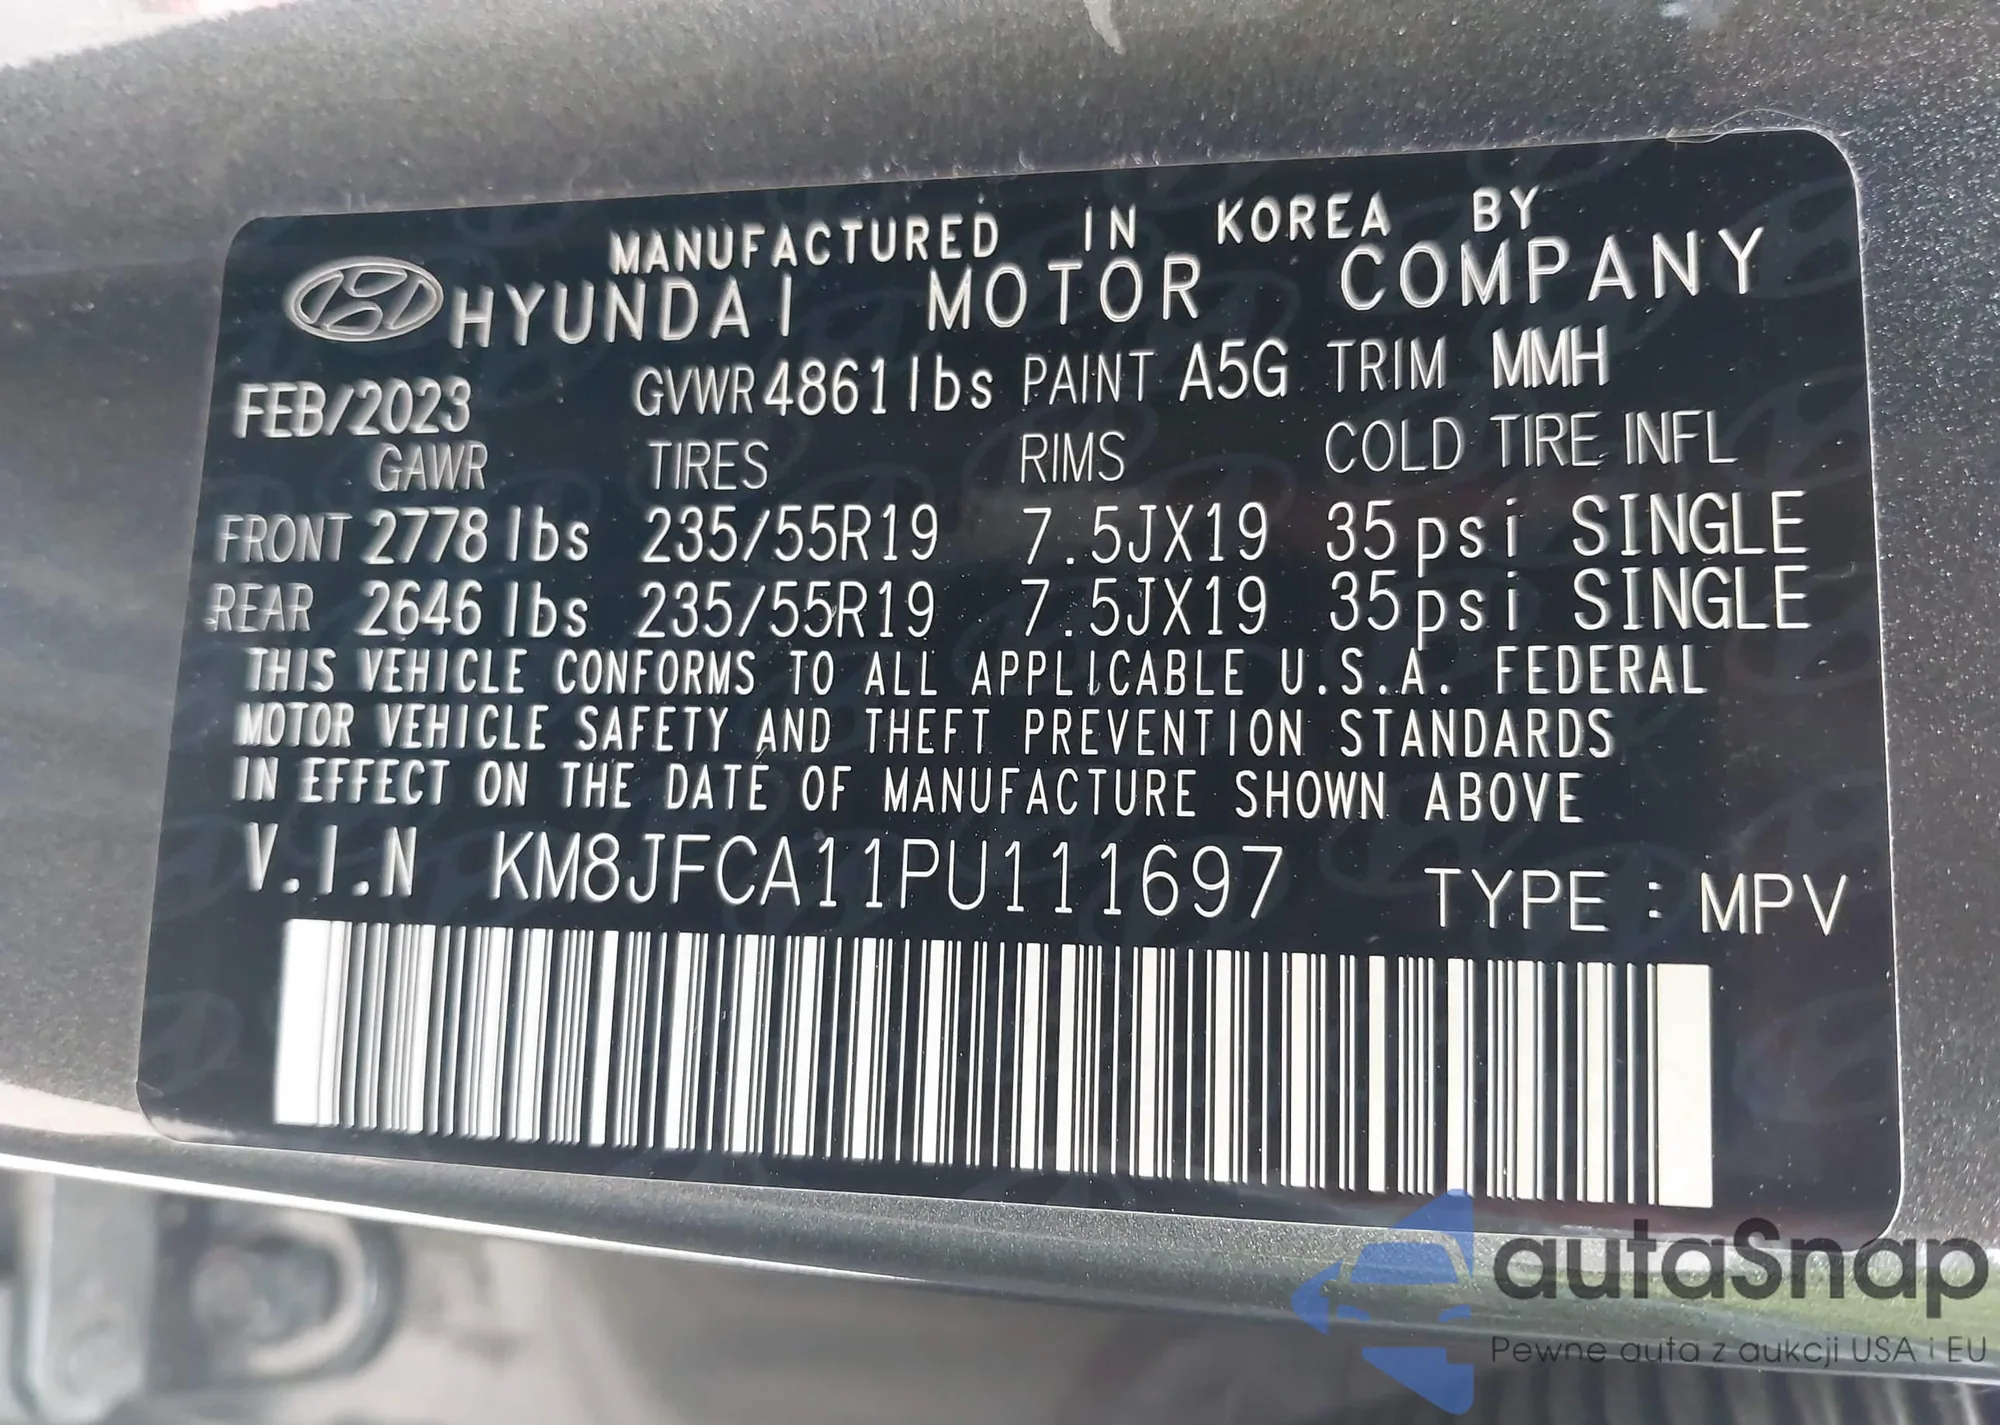 MANUFACTURED IN KOREA BY
HYUNDAI MOTOR COMPANY
FEB/2023 GVWR 4861 lbs PAINT A5G TRIM MMH
GAWR TIRES RIMS COLD TIRE INFL
FRONT 2778 lbs 235/55R19 7.5JX19 35psi SINGLE
REAR 2646 lbs 235/55R19 7.5JX19 35psi SINGLE
THIS VEHICLE CONFORMS TO ALL APPLICABLE U.S.A. FEDERAL
MOTOR VEHICLE SAFETY AND THEFT PREVENTION STANDARDS
IN EFFECT ON THE DATE OF MANUFACTURE SHOWN ABOVE
V.I.N KM8JFCA11PU111697 TYPE : MPV
autaSnap
Pewne auta z aukcji USA i EU